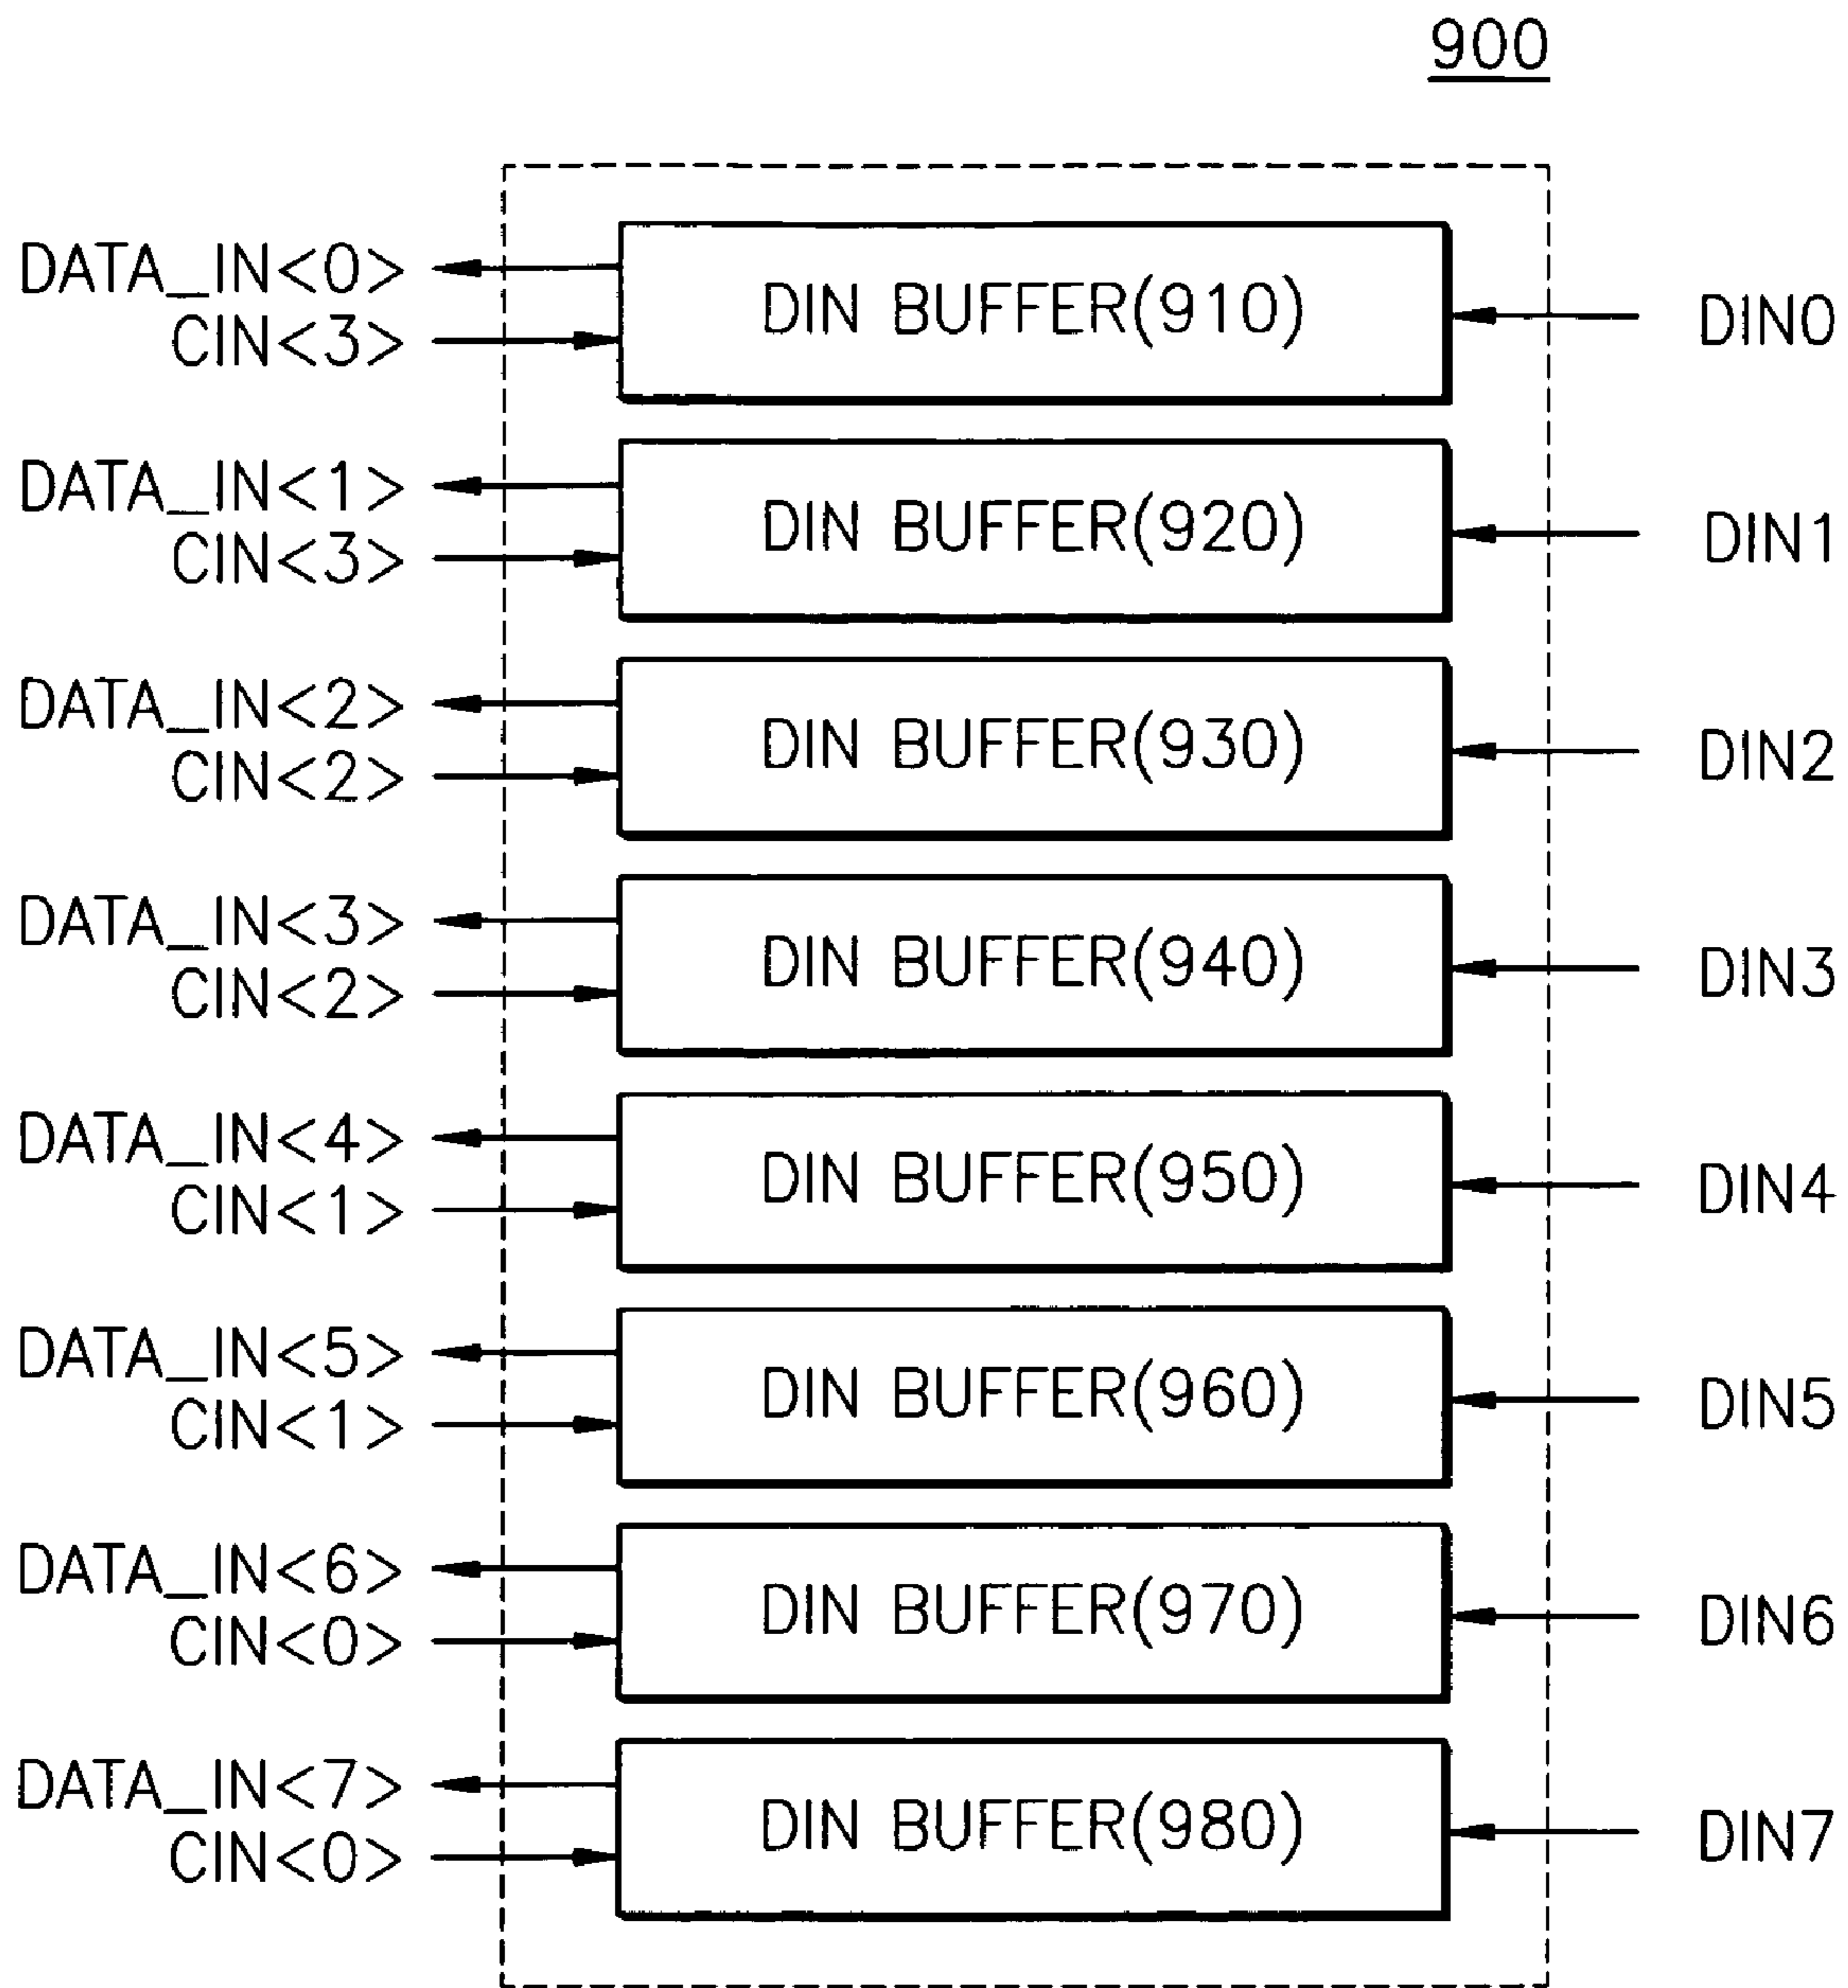 900
DATA_IN<0>
CIN<3>
DIN BUFFER(910)
DIN0
DATA_IN<1>
CIN<3>
DIN BUFFER(920)
DIN1
DATA_IN<2>
CIN<2>
DIN BUFFER(930)
DIN2
DATA_IN<3>
CIN<2>
DIN BUFFER(940)
DIN3
DATA_IN<4>
CIN<1>
DIN BUFFER(950)
DIN4
DATA_IN<5>
CIN<1>
DIN BUFFER(960)
DIN5
DATA_IN<6>
CIN<0>
DIN BUFFER(970)
DIN6
DATA_IN<7>
CIN<0>
DIN BUFFER(980)
DIN7